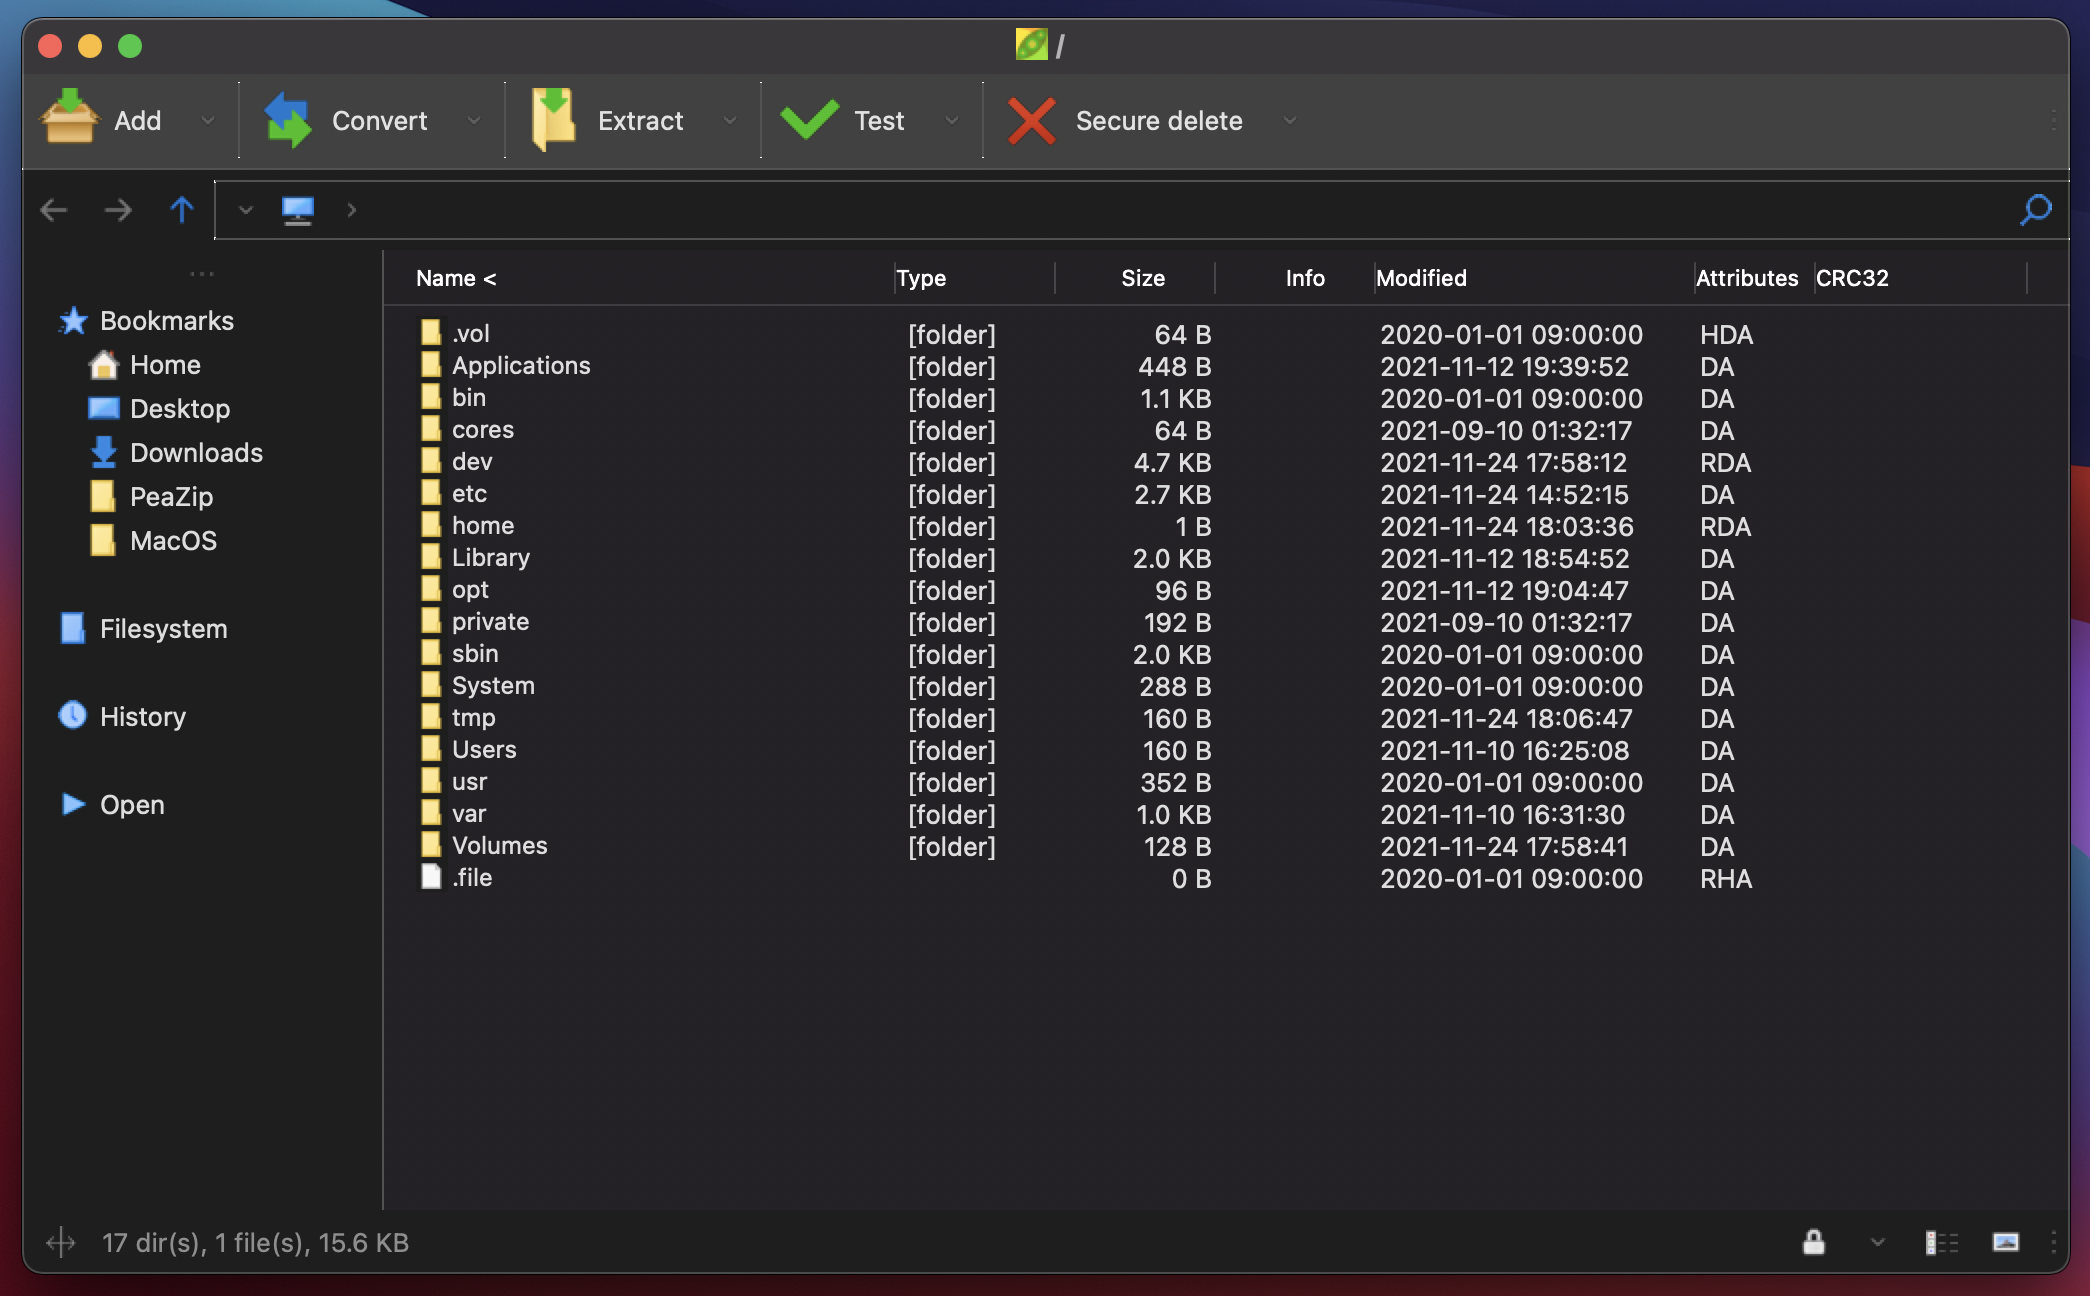 /
Add Convert Extract Test Secure delete
...
Bookmarks
Home
Desktop
Downloads
PeaZip
MacOS
Filesystem
History
Open
Name < Type Size Info Modified Attributes CRC32
.vol [folder] 64 B 2020-01-01 09:00:00 HDA
Applications [folder] 448 B 2021-11-12 19:39:52 DA
bin [folder] 1.1 KB 2020-01-01 09:00:00 DA
cores [folder] 64 B 2021-09-10 01:32:17 DA
dev [folder] 4.7 KB 2021-11-24 17:58:12 RDA
etc [folder] 2.7 KB 2021-11-24 14:52:15 DA
home [folder] 1 B 2021-11-24 18:03:36 RDA
Library [folder] 2.0 KB 2021-11-12 18:54:52 DA
opt [folder] 96 B 2021-11-12 19:04:47 DA
private [folder] 192 B 2021-09-10 01:32:17 DA
sbin [folder] 2.0 KB 2020-01-01 09:00:00 DA
System [folder] 288 B 2020-01-01 09:00:00 DA
tmp [folder] 160 B 2021-11-24 18:06:47 DA
Users [folder] 160 B 2021-11-10 16:25:08 DA
usr [folder] 352 B 2020-01-01 09:00:00 DA
var [folder] 1.0 KB 2021-11-10 16:31:30 DA
Volumes [folder] 128 B 2021-11-24 17:58:41 DA
.file 0 B 2020-01-01 09:00:00 RHA
17 dir(s), 1 file(s), 15.6 KB